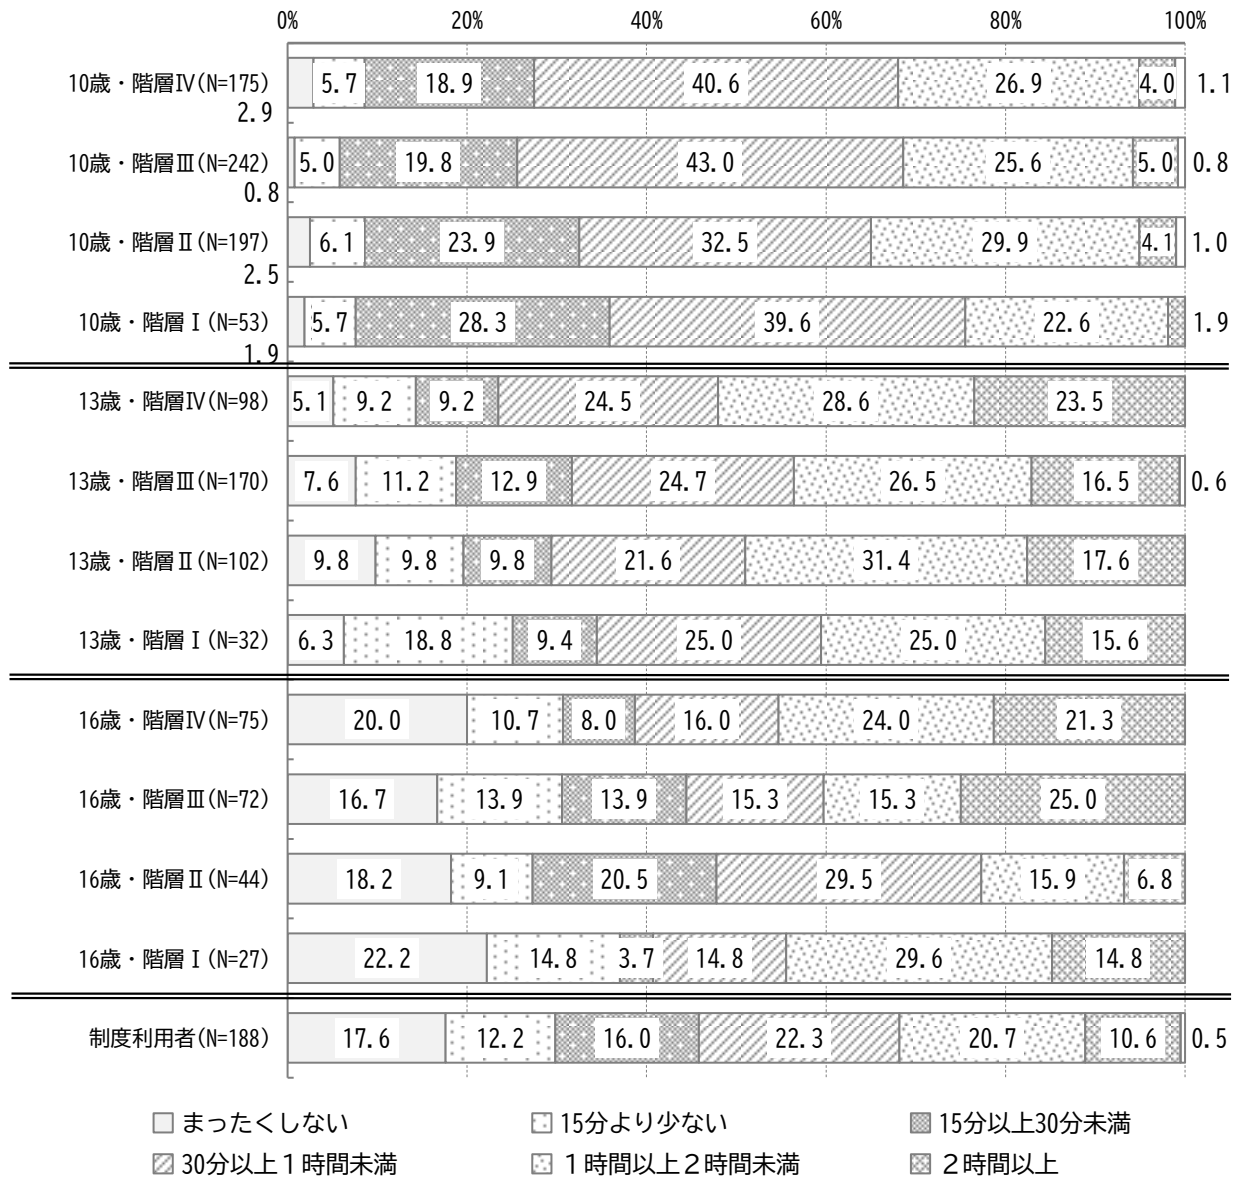 0% 20% 40% 60% 80% 100%
10歳・階層Ⅳ(N=175) 5.7 18.9 40.6 26.9 4.0 1.1
2.9
10歳・階層Ⅲ(N=242) 5.0 19.8 43.0 25.6 5.0 0.8
0.8
10歳・階層Ⅱ(N=197) 6.1 23.9 32.5 29.9 4.1 1.0
2.5
10歳・階層Ⅰ(N=53) 5.7 28.3 39.6 22.6 1.9
1.9
13歳・階層Ⅳ(N=98) 5.1 9.2 9.2 24.5 28.6 23.5
13歳・階層Ⅲ(N=170) 7.6 11.2 12.9 24.7 26.5 16.5 0.6
13歳・階層Ⅱ(N=102) 9.8 9.8 9.8 21.6 31.4 17.6
13歳・階層Ⅰ(N=32) 6.3 18.8 9.4 25.0 25.0 15.6
16歳・階層Ⅳ(N=75) 20.0 10.7 8.0 16.0 24.0 21.3
16歳・階層Ⅲ(N=72) 16.7 13.9 13.9 15.3 15.3 25.0
16歳・階層Ⅱ(N=44) 18.2 9.1 20.5 29.5 15.9 6.8
16歳・階層Ⅰ(N=27) 22.2 14.8 3.7 14.8 29.6 14.8
制度利用者(N=188) 17.6 12.2 16.0 22.3 20.7 10.6 0.5
まったくしない 15分より少ない 15分以上30分未満
30分以上１時間未満 １時間以上２時間未満 ２時間以上